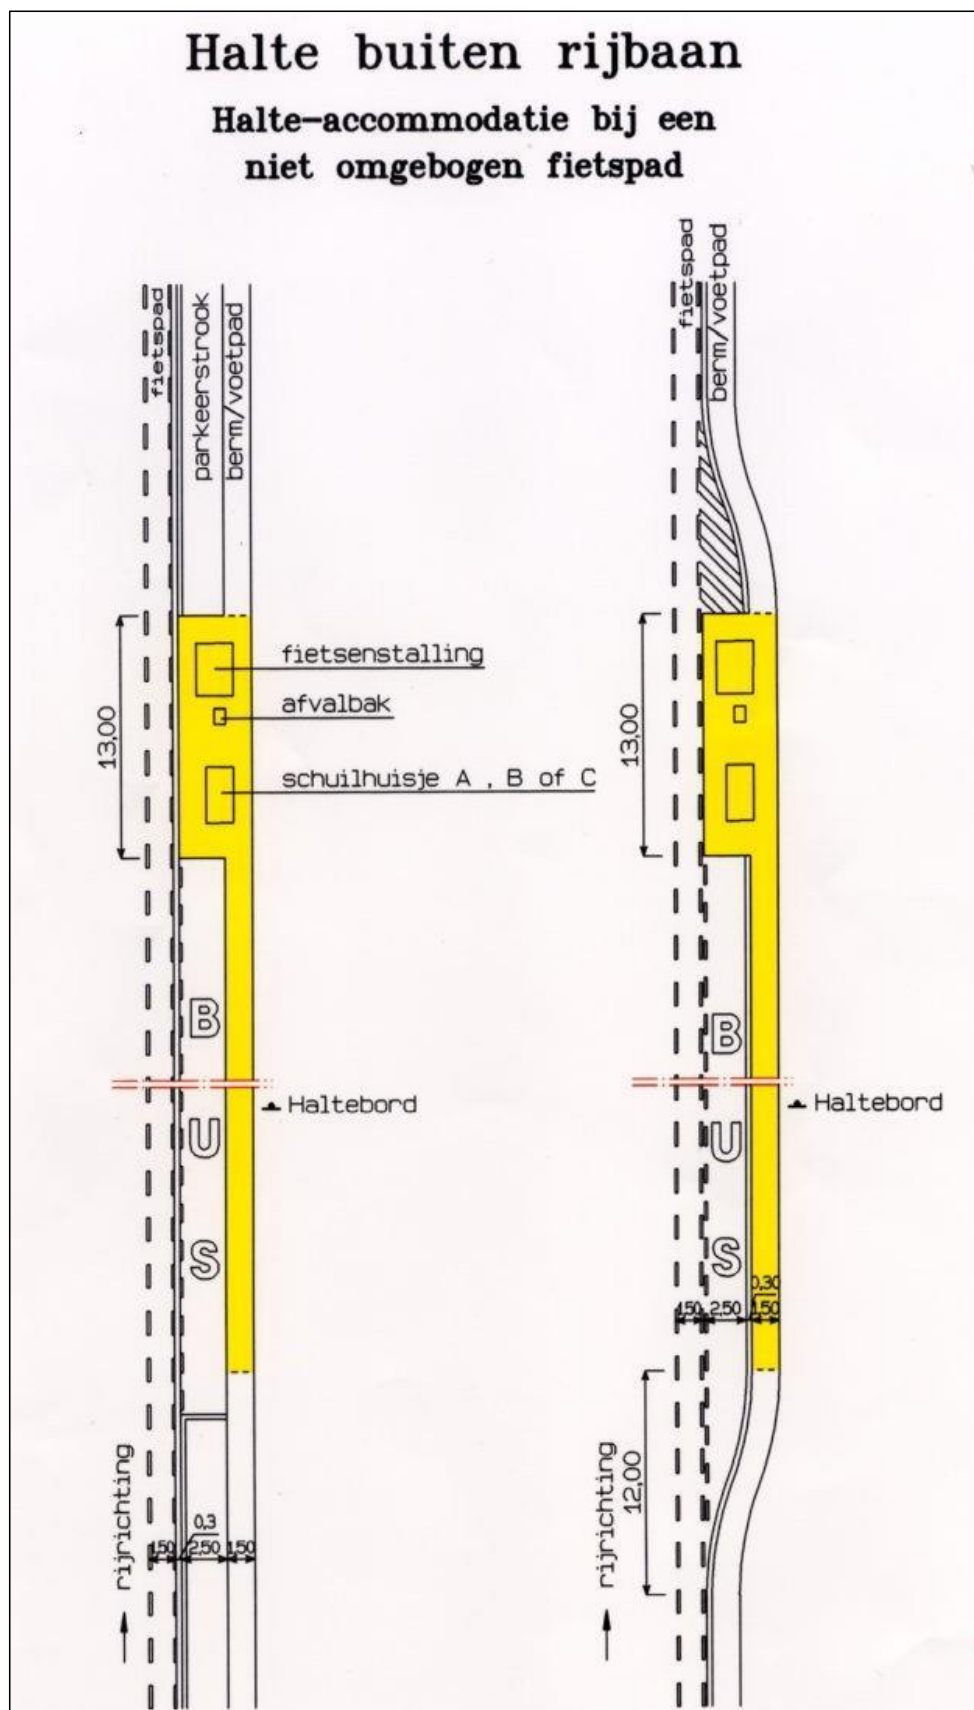 Halte buiten rijbaan
Halte-accommodatie bij een
niet omgebogen fietspad
fietspad
parkeerstrook
berm/voetpad
fietspad
berm/voetpad
13,00
fietsenstalling
afvalbak
schuilhuisje A , B of C
13,00
BUS
Haltebord
BUS
Haltebord
0,30
1,50 2,50 1,50
12,00
rijrichting
0,3
1,50 2,50 1,50
rijrichting